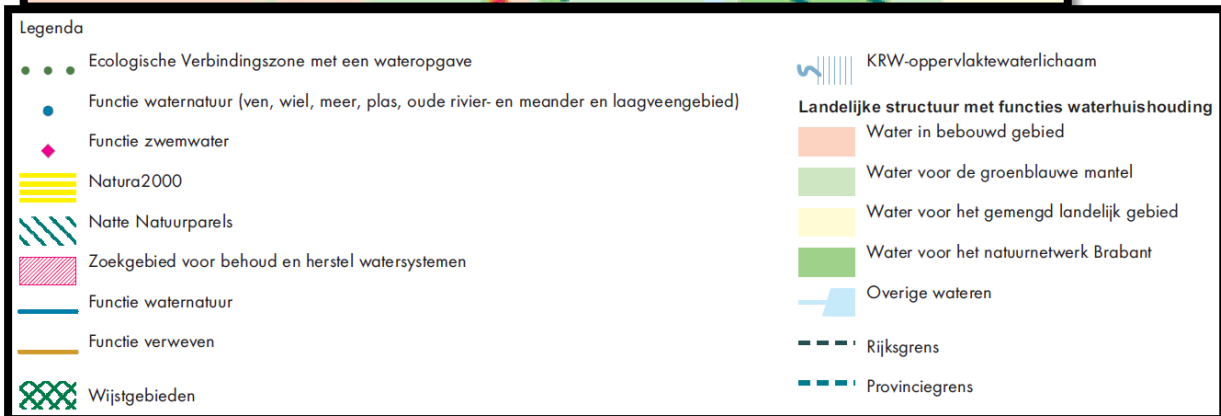 Legenda
Ecologische Verbindingszone met een wateropgave
Functie waternatuur (ven, wiel, meer, plas, oude rivier- en meander en laagveengebied)
Functie zwemwater
Natura2000
Natte Natuurparels
Zoekgebied voor behoud en herstel watersystemen
Functie waternatuur
Functie verweven
Wijstgebieden
KRW-oppervlaktewaterlichaam
Landelijke structuur met functies waterhuishouding
Water in bebouwd gebied
Water voor de groenblauwe mantel
Water voor het gemengd landelijk gebied
Water voor het natuurnetwerk Brabant
Overige wateren
Rijksgrens
Provinciegrens